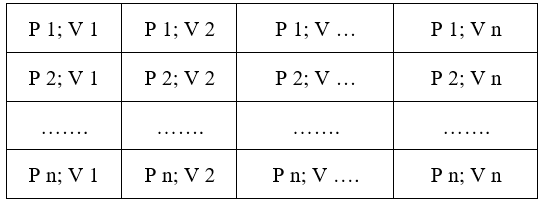 P 1; V 1 P 1; V 2 P 1; V … P 1; V n
P 2; V 1 P 2; V 2 P 2; V … P 2; V n
……. ……. ……. …….
P n; V 1 P n; V 2 P n; V …. P n; V n